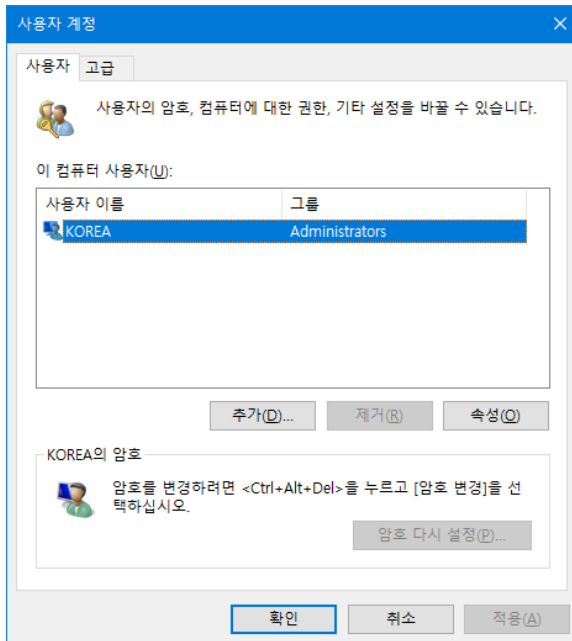 사용자 계정
사용자
고급
사용자의 암호, 컴퓨터에 대한 권한, 기타 설정을 바꿀 수 있습니다.
이 컴퓨터 사용자(U):
사용자 이름 그룹
KOREA Administrators
추가(D)... 제거(R) 속성(O)
KOREA의 암호
암호를 변경하려면 <Ctrl+Alt+Del>을 누르고 [암호 변경]을 선
택하십시오.
암호 다시 설정(P)...
확인 취소 적용(A)